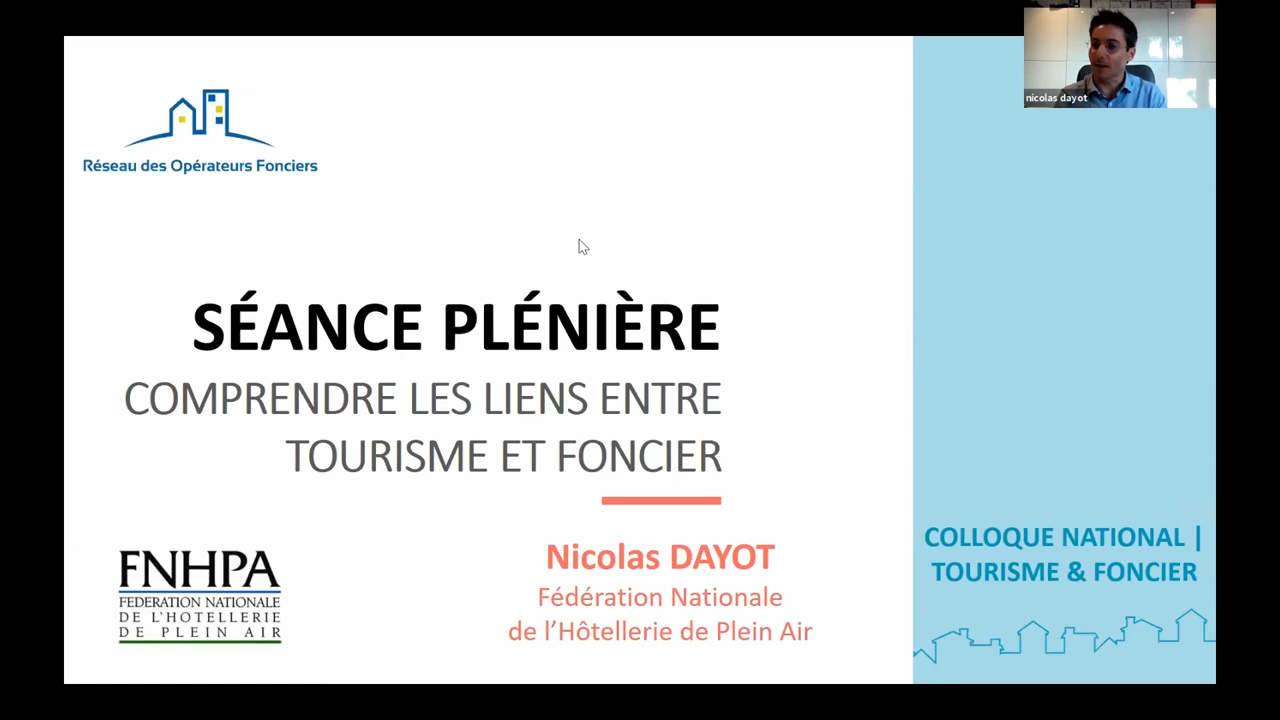 nicolas dayot
Réseau des Opérateurs Fonciers
SÉANCE PLÉNIÈRE
COMPRENDRE LES LIENS ENTRE
TOURISME ET FONCIER
FNHPA
FEDERATION NATIONALE
DE L'HOTELLERIE
DE PLEIN AIR
Nicolas DAYOT
Fédération Nationale
de l’Hôtellerie de Plein Air
COLLOQUE NATIONAL |
TOURISME & FONCIER